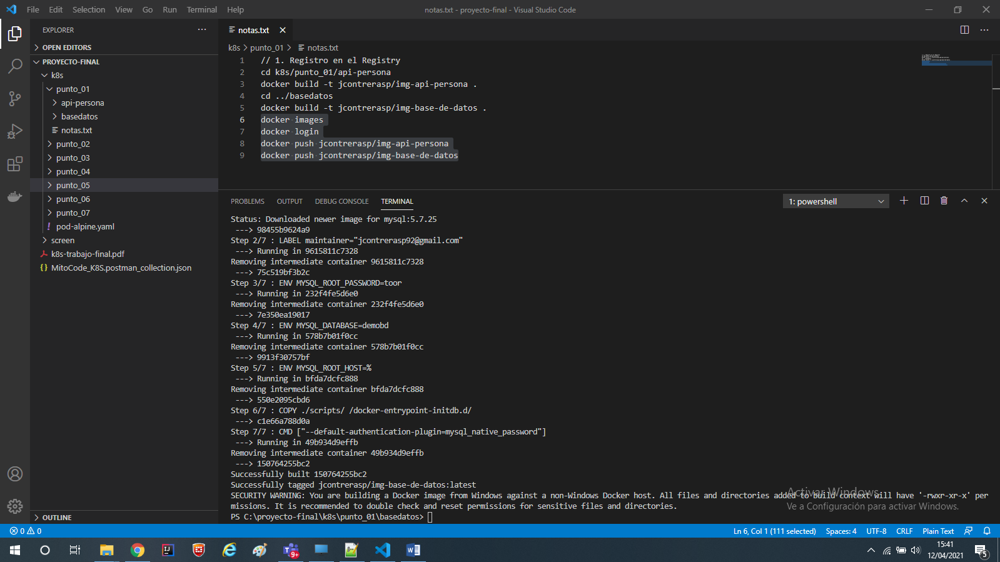 File Edit Selection View Go Run Terminal Help
notas.txt - proyecto-final - Visual Studio Code
EXPLORER
OPEN EDITORS
PROYECTO-FINAL
k8s
punto_01
api-persona
basedatos
notas.txt
punto_02
punto_03
punto_04
punto_05
punto_06
punto_07
! pod-alpine.yaml
screen
k8s-trabajo-final.pdf
{} MitoCode_K8S.postman_collection.json
OUTLINE
notas.txt
k8s > punto_01 > notas.txt
1 // 1. Registro en el Registry
2 cd k8s/punto_01/api-persona
3 docker build -t jcontrerasp/img-api-persona .
4 cd ../basedatos
5 docker build -t jcontrerasp/img-base-de-datos .
6 docker images
7 docker login
8 docker push jcontrerasp/img-api-persona
9 docker push jcontrerasp/img-base-de-datos
PROBLEMS OUTPUT DEBUG CONSOLE TERMINAL
1: powershell
Status: Downloaded newer image for mysql:5.7.25
 ---> 98455b9624a9
Step 2/7 : LABEL maintainer="jcontrerasp92@gmail.com"
 ---> Running in 9615811c7328
Removing intermediate container 9615811c7328
 ---> 75c519bf3b2c
Step 3/7 : ENV MYSQL_ROOT_PASSWORD=toor
 ---> Running in 232f4fe5d6e0
Removing intermediate container 232f4fe5d6e0
 ---> 7e350ea19017
Step 4/7 : ENV MYSQL_DATABASE=demobd
 ---> Running in 578b7b01f0cc
Removing intermediate container 578b7b01f0cc
 ---> 9913f30757bf
Step 5/7 : ENV MYSQL_ROOT_HOST=%
 ---> Running in bfda7dcfc888
Removing intermediate container bfda7dcfc888
 ---> 550e2095cbd6
Step 6/7 : COPY ./scripts/ /docker-entrypoint-initdb.d/
 ---> c1e66a788d0a
Step 7/7 : CMD ["--default-authentication-plugin=mysql_native_password"]
 ---> Running in 49b934d9effb
Removing intermediate container 49b934d9effb
 ---> 150764255bc2
Successfully built 150764255bc2
Successfully tagged jcontrerasp/img-base-de-datos:latest
SECURITY WARNING: You are building a Docker image from Windows against a non-Windows Docker host. All files and directories added to build context will have '-rwxr-xr-x' per
missions. It is recommended to double check and reset permissions for sensitive files and directories.
PS C:\proyecto-final\k8s\punto_01\basedatos>
Activar Windows
Ve a Configuración para activar Windows.
0 0
Ln 6, Col 1 (111 selected) Spaces: 4 UTF-8 CRLF Plain Text
9+
15:41
12/04/2021
5